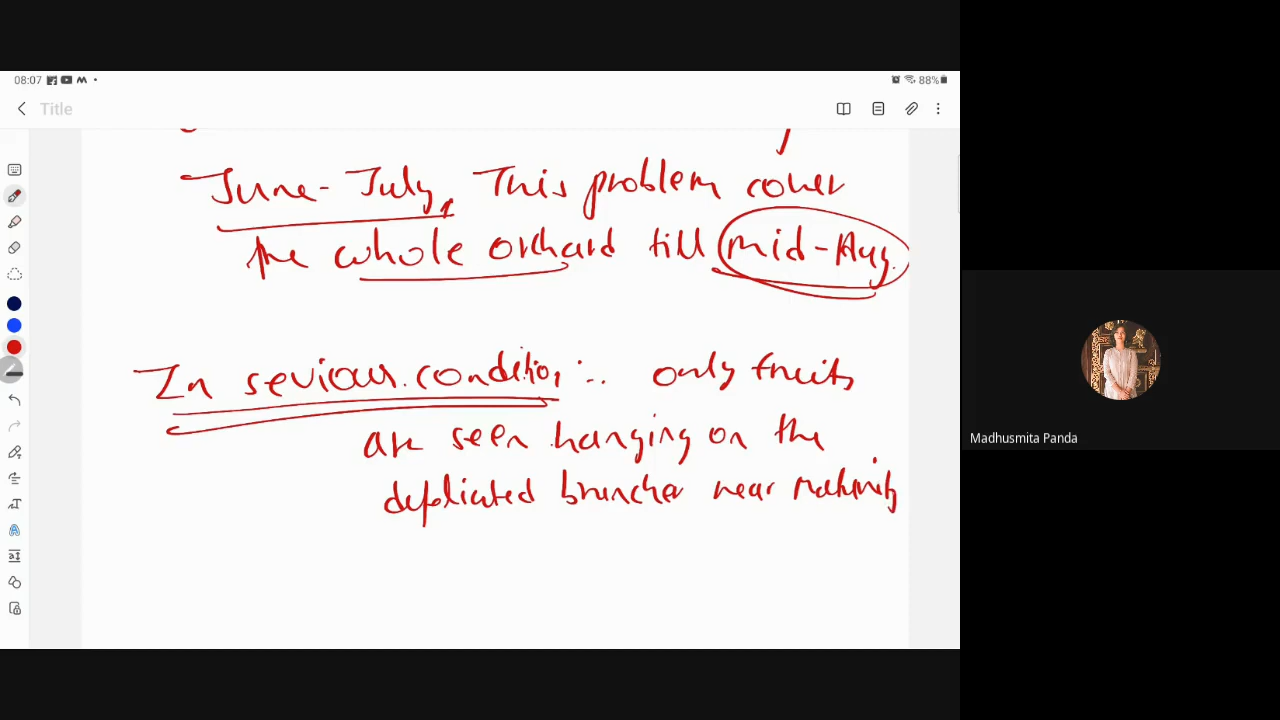 08:07
88%
Title
June-July, This problem cover
the whole orchard till mid-Aug.
In serious condition :- only fruits
are seen hanging on the
defoliated branches near maturity
Madhusmita Panda